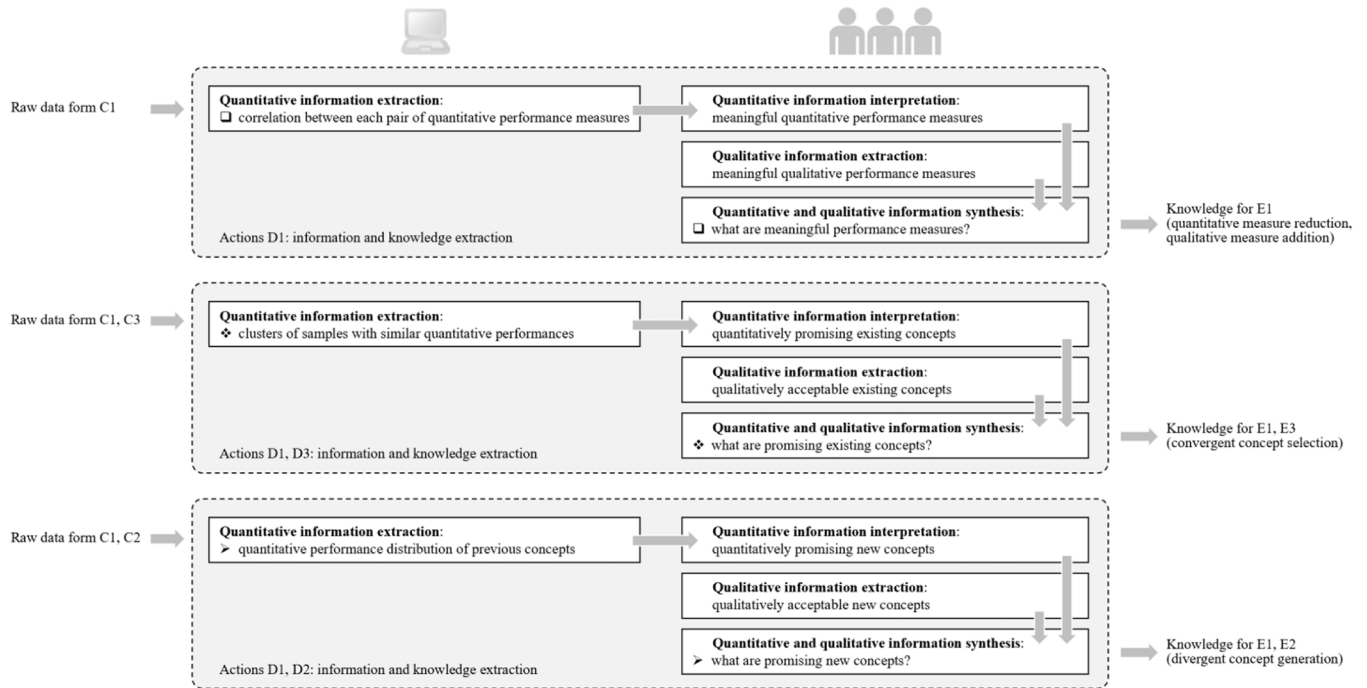 Raw data form C1
Quantitative information extraction:
❑ correlation between each pair of quantitative performance measures
Quantitative information interpretation:
meaningful quantitative performance measures
Qualitative information extraction:
meaningful qualitative performance measures
Quantitative and qualitative information synthesis:
❑ what are meaningful performance measures?
Actions D1: information and knowledge extraction
Knowledge for E1
(quantitative measure reduction,
qualitative measure addition)
Raw data form C1, C3
Quantitative information extraction:
❖ clusters of samples with similar quantitative performances
Quantitative information interpretation:
quantitatively promising existing concepts
Qualitative information extraction:
qualitatively acceptable existing concepts
Quantitative and qualitative information synthesis:
❖ what are promising existing concepts?
Actions D1, D3: information and knowledge extraction
Knowledge for E1, E3
(convergent concept selection)
Raw data form C1, C2
Quantitative information extraction:
➢ quantitative performance distribution of previous concepts
Quantitative information interpretation:
quantitatively promising new concepts
Qualitative information extraction:
qualitatively acceptable new concepts
Quantitative and qualitative information synthesis:
➢ what are promising new concepts?
Actions D1, D2: information and knowledge extraction
Knowledge for E1, E2
(divergent concept generation)